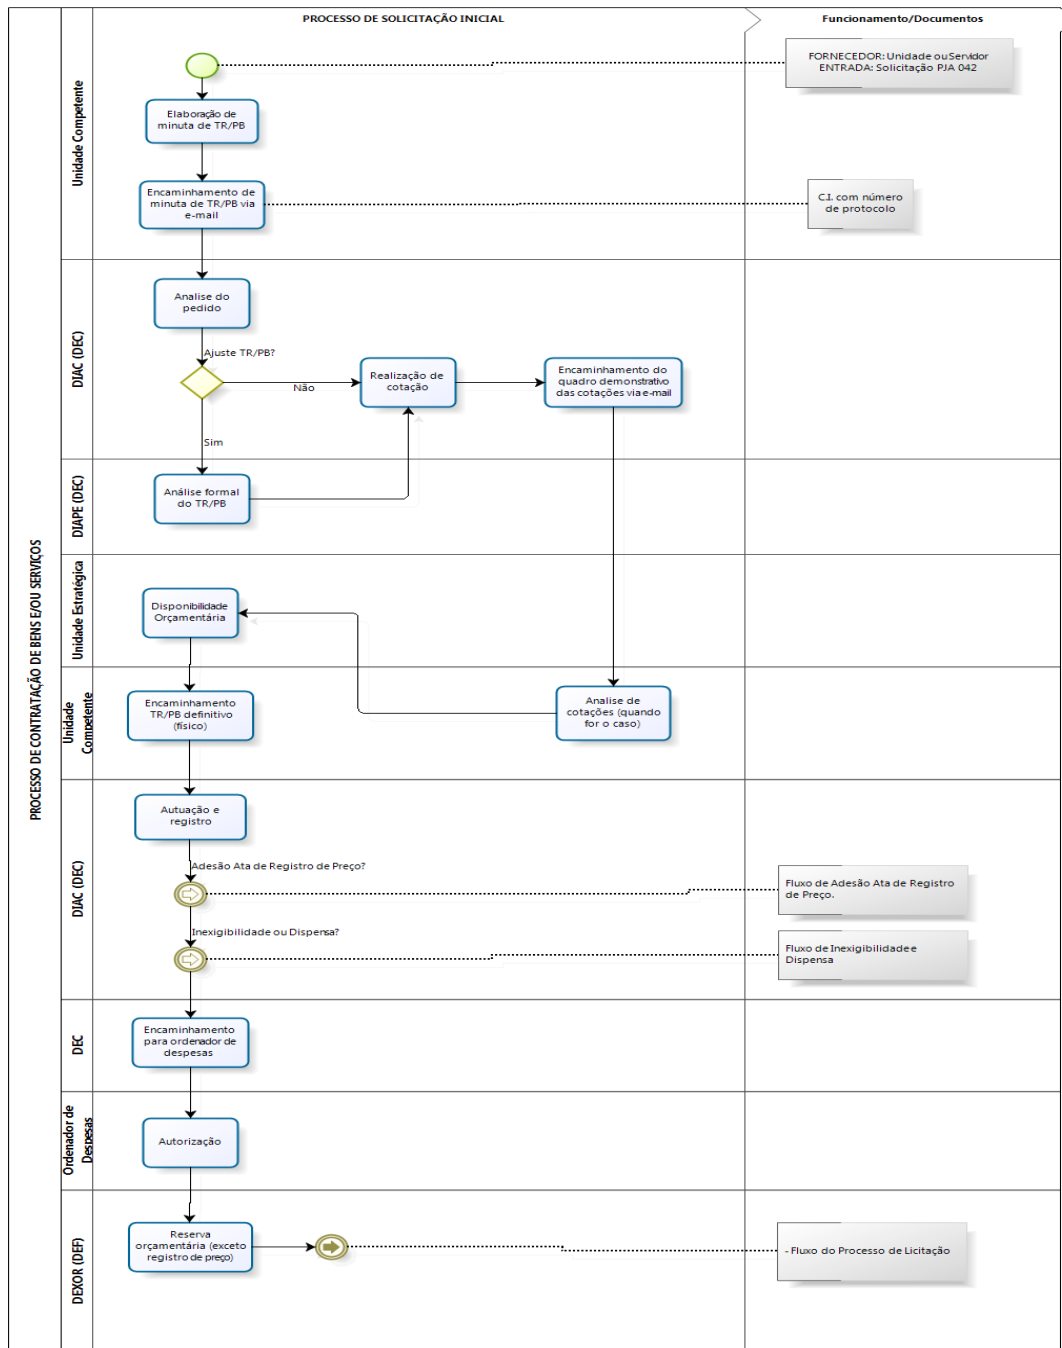 PROCESSO DE SOLICITAÇÃO INICIAL
Funcionamento/Documentos
PROCESSO DE CONTRATAÇÃO DE BENS E/OU SERVIÇOS
Unidade Competente
FORNECEDOR: Unidade ou Servidor
ENTRADA: Solicitação PJA 042
Elaboração de
minuta de TR/PB
Encaminhamento de
minuta de TR/PB via
e-mail
C.I. com número
de protocolo
DIAC (DEC)
Analise do
pedido
Ajuste TR/PB?
Não
Sim
Realização de
cotação
Encaminhamento do
quadro demonstrativo
das cotações via e-mail
DIAPE (DEC)
Análise formal
do TR/PB
Unidade Estratégica
Disponibilidade
Orçamentária
Unidade
Competente
Encaminhamento
TR/PB definitivo
(físico)
Analise de
cotações (quando
for o caso)
DIAC (DEC)
Autuação e
registro
Adesão Ata de Registro de Preço?
Fluxo de Adesão Ata de Registro
de Preço.
Inexigibilidade ou Dispensa?
Fluxo de Inexigibilidade e
Dispensa
DEC
Encaminhamento
para ordenador de
despesas
Ordenador de
Despesas
Autorização
DEXOR (DEF)
Reserva
orçamentária (exceto
registro de preço)
- Fluxo do Processo de Licitação